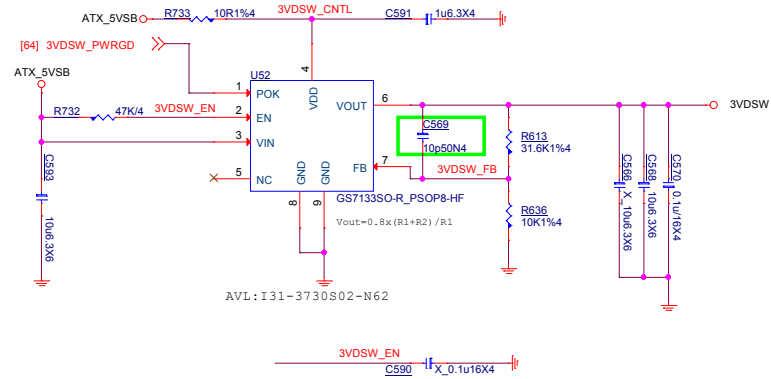 ATX_5VSB
R733
10R1%4
3VDSW_CNTL
C591
1u6.3X4
[64] 3VDSW_PWRGD
ATX_5VSB
U52
1
POK
4
VDD
VOUT
6
3VDSW
R732
47K/4
3VDSW_EN
2
EN
3
VIN
C569
10p50N4
R613
31.6K1%4
5
NC
FB
7
3VDSW_FB
GND
GND
8
9
GS7133SO-R_PSOP8-HF
Vout=0.8x(R1+R2)/R1
R636
10K1%4
C593
10u6.3X6
C566
X_10u6.3X6
C568
10u6.3X6
C570
0.1u/16X4
AVL:I31-3730S02-N62
3VDSW_EN
C590
X_0.1u16X4